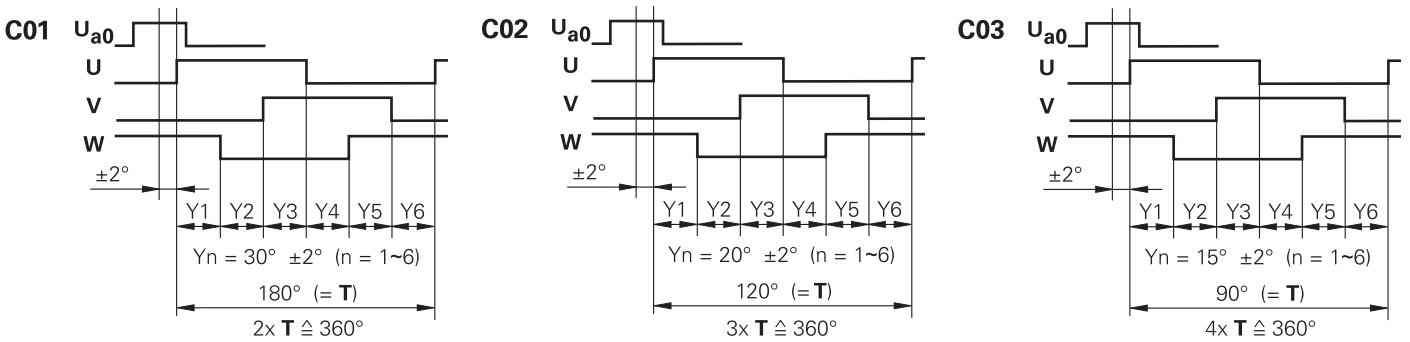 C01 Ua0
U
V
W
±2°
Y1 Y2 Y3 Y4 Y5 Y6
Yn = 30° ±2° (n = 1~6)
180° (= T)
2x T ≙ 360°
C02 Ua0
U
V
W
±2°
Y1 Y2 Y3 Y4 Y5 Y6
Yn = 20° ±2° (n = 1~6)
120° (= T)
3x T ≙ 360°
C03 Ua0
U
V
W
±2°
Y1 Y2 Y3 Y4 Y5 Y6
Yn = 15° ±2° (n = 1~6)
90° (= T)
4x T ≙ 360°